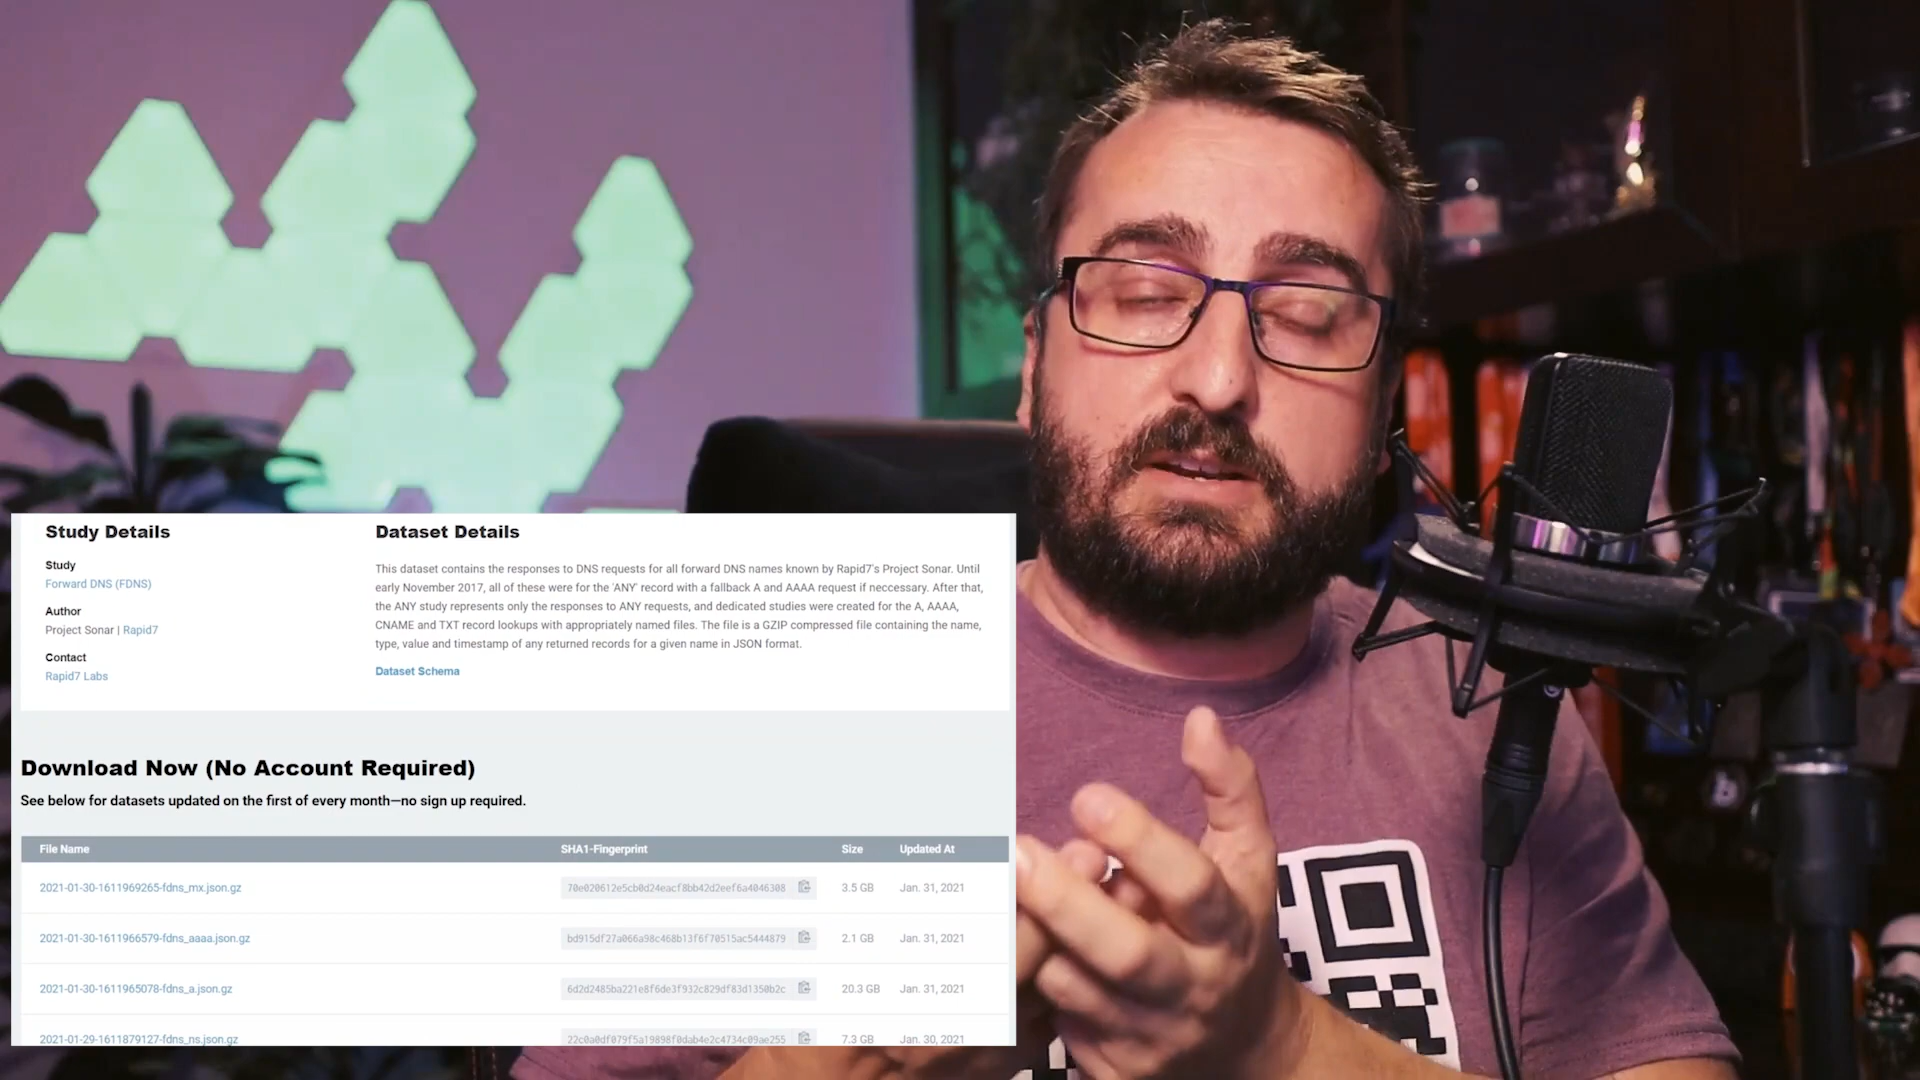 Study Details
Study
Forward DNS (FDNS)
Author
Project Sonar | Rapid7
Contact
Rapid7 Labs
Dataset Details
This dataset contains the responses to DNS requests for all forward DNS names known by Rapid7's Project Sonar. Until
early November 2017, all of these were for the 'ANY' record with a fallback A and AAAA request if neccessary. After that,
the ANY study represents only the responses to ANY requests, and dedicated studies were created for the A, AAAA,
CNAME and TXT record lookups with appropriately named files. The file is a GZIP compressed file containing the name,
type, value and timestamp of any returned records for a given name in JSON format.
Dataset Schema
Download Now (No Account Required)
See below for datasets updated on the first of every month—no sign up required.
File Name SHA1-Fingerprint Size Updated At
2021-01-30-1611969265-fdns_mx.json.gz 70e020612e5cb0d24eacf8bb42d2eef6a4046308 3.5 GB Jan. 31, 2021
2021-01-30-1611966579-fdns_aaaa.json.gz bd915df27a066a98c468b13f6f70515ac5444879 2.1 GB Jan. 31, 2021
2021-01-30-1611965078-fdns_a.json.gz 6d2d2485ba221e8f6de3f932c829df83d1350b2c 20.3 GB Jan. 31, 2021
2021-01-29-1611879127-fdns_ns.json.gz 22c0a0df079f5a19898f0dab4e2c4734c09ae255 7.3 GB Jan. 30, 2021